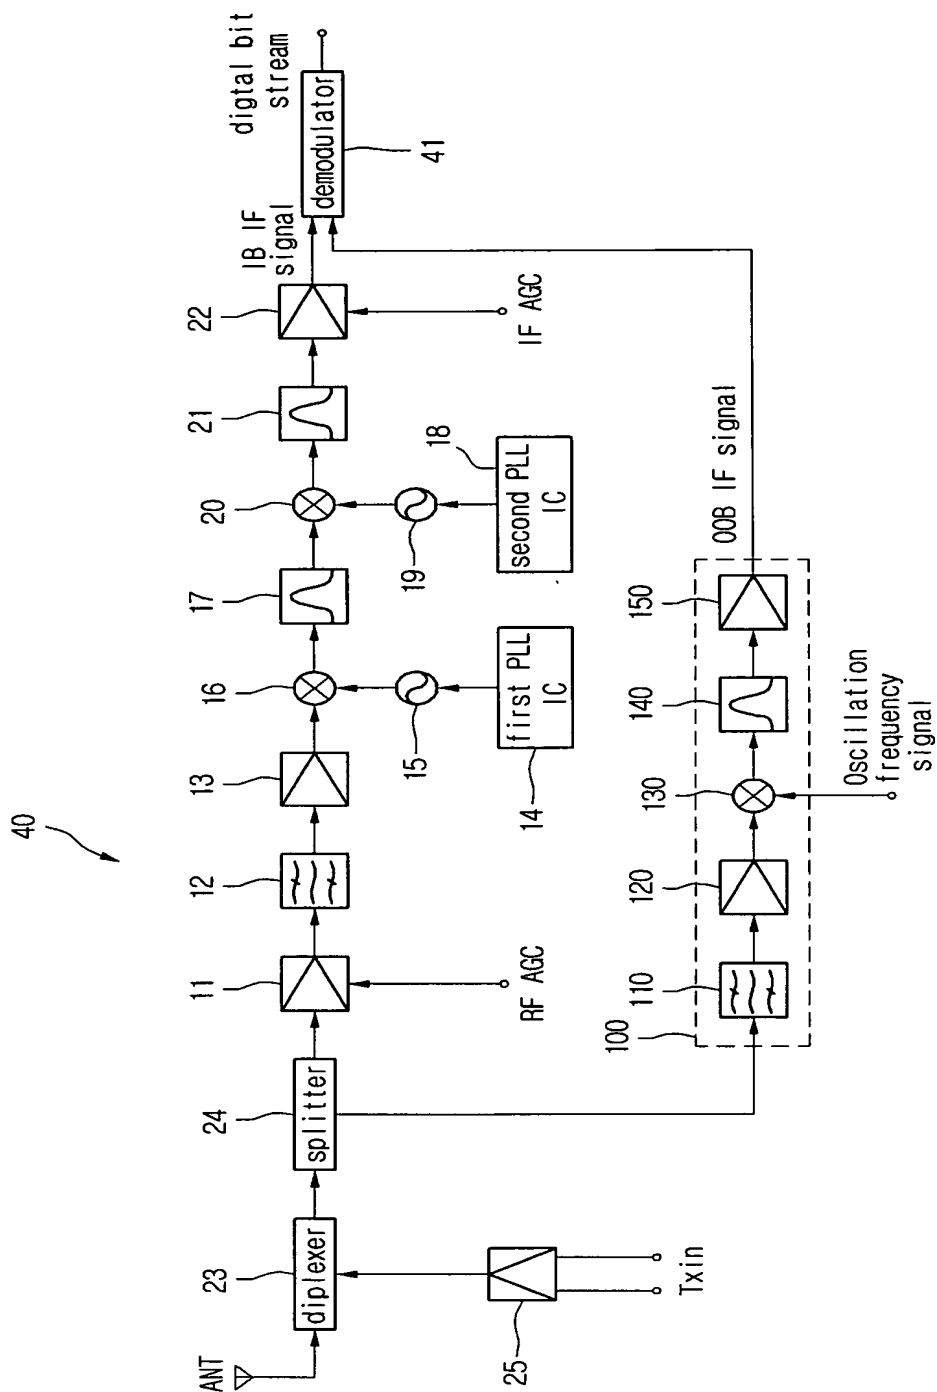 40
ANT
23
diplexer
24
splitter
11
12
13
16
17
20
21
22
IB IF
signal
digtal bit
stream
demodulator
41
RF AGC
15
first PLL
IC
14
19
second PLL
IC
18
IF AGC
25
Txin
100
110
120
130
140
150
OOB IF signal
Oscillation
frequency
signal